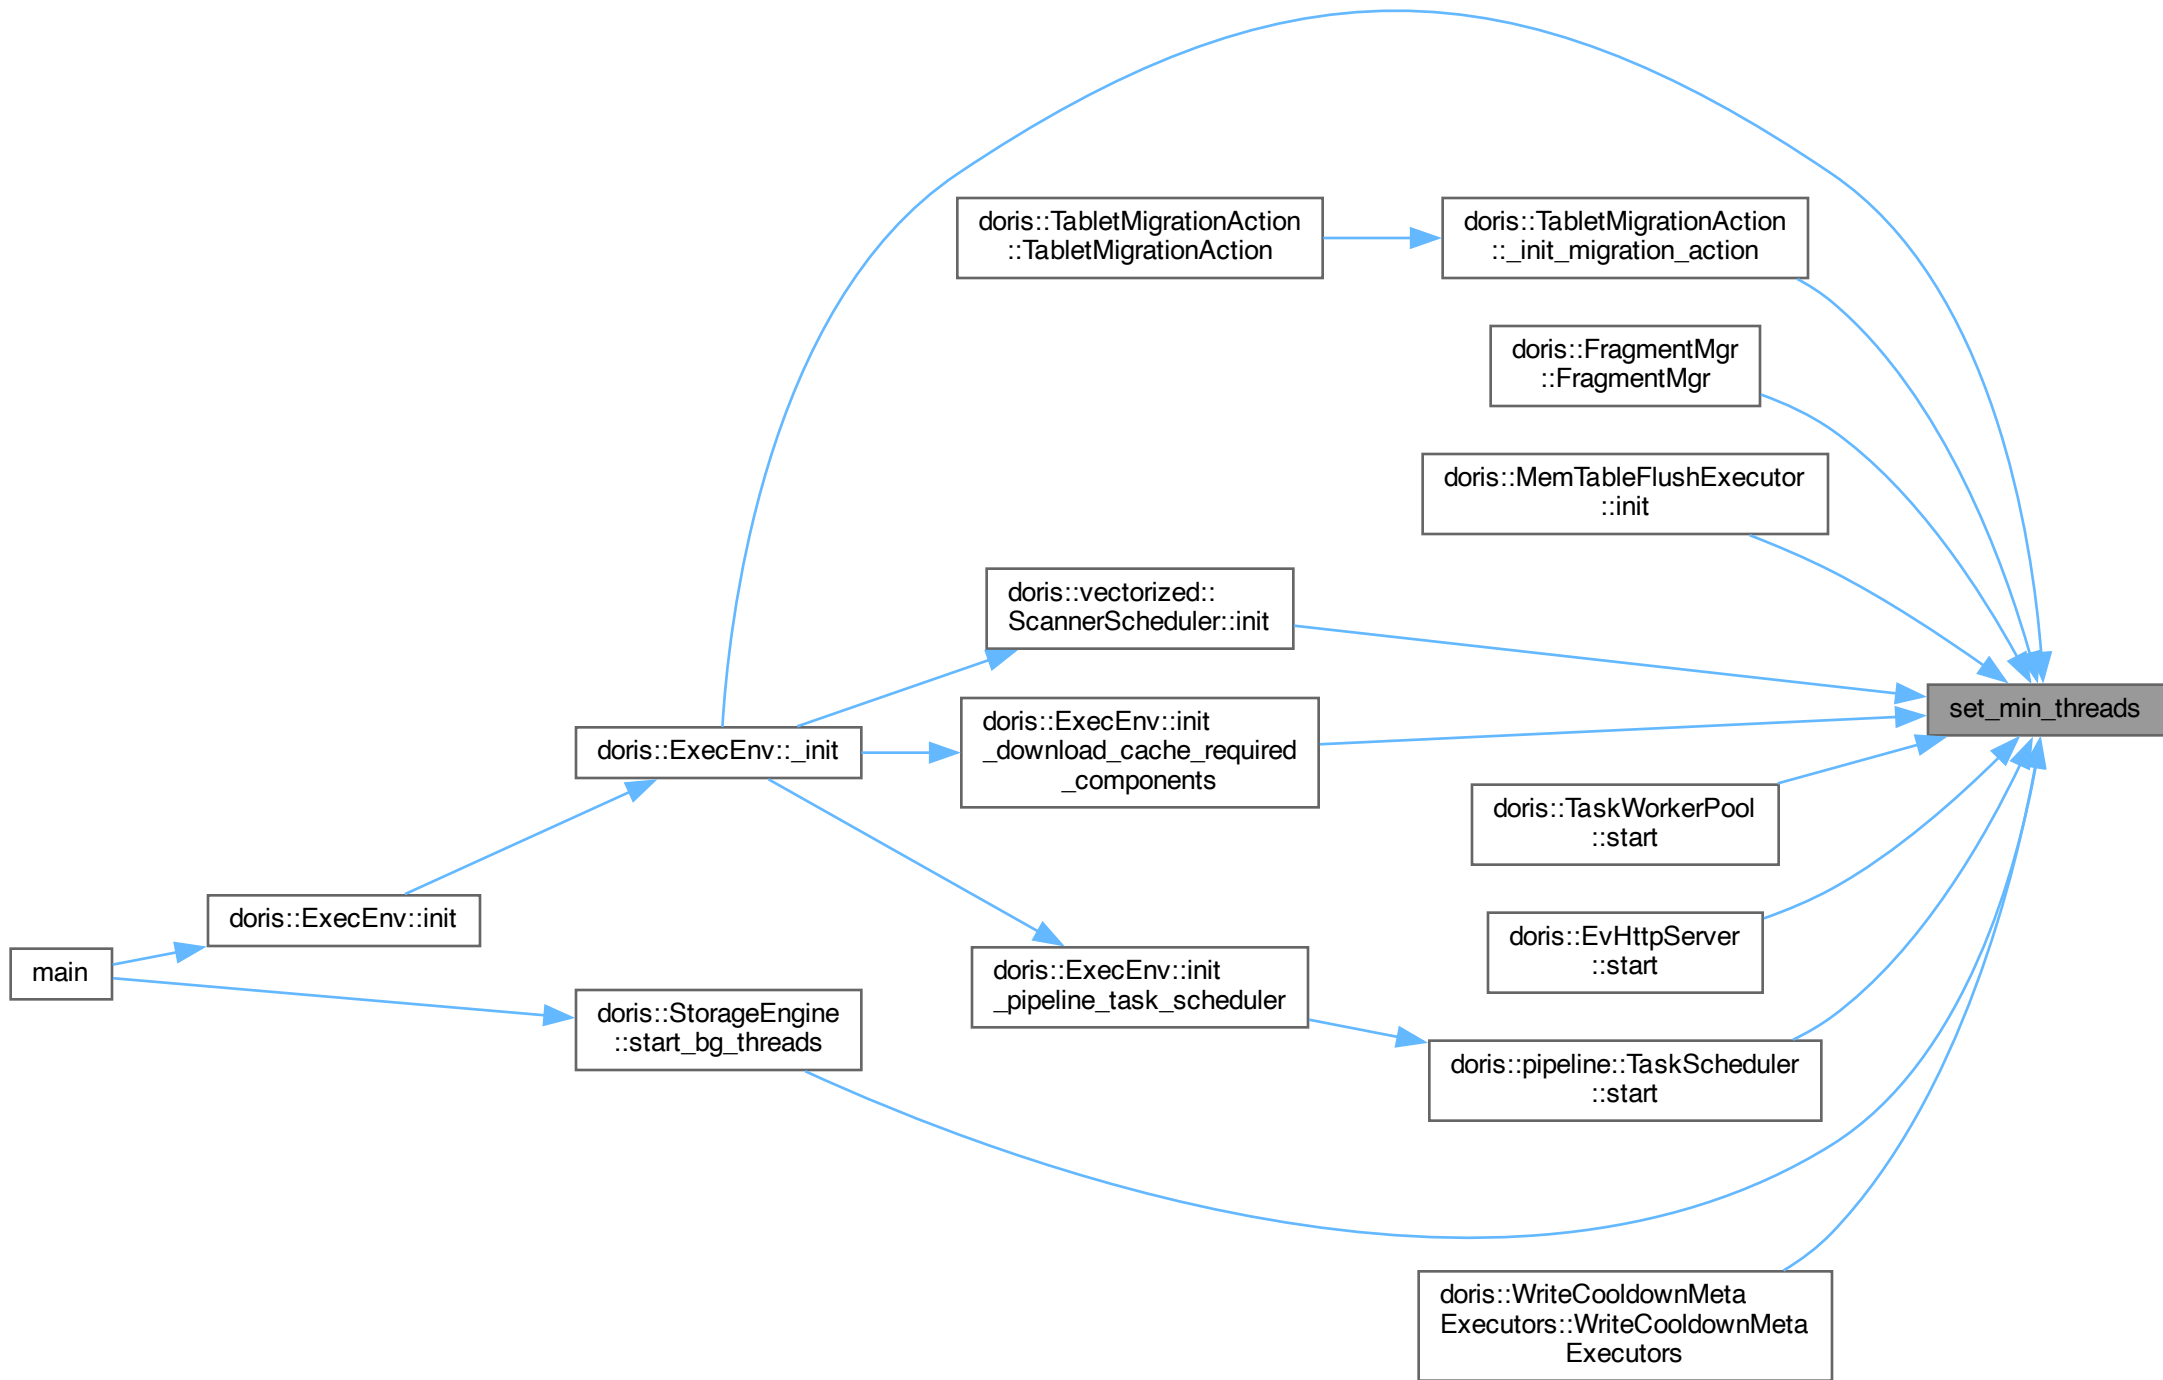 doris::TabletMigrationAction
::TabletMigrationAction
doris::TabletMigrationAction
::_init_migration_action
doris::FragmentMgr
::FragmentMgr
doris::MemTableFlushExecutor
::init
doris::vectorized::
ScannerScheduler::init
set_min_threads
doris::ExecEnv::_init
doris::ExecEnv::init
_download_cache_required
_components
doris::TaskWorkerPool
::start
doris::ExecEnv::init
main
doris::EvHttpServer
::start
doris::ExecEnv::init
_pipeline_task_scheduler
doris::StorageEngine
::start_bg_threads
doris::pipeline::TaskScheduler
::start
doris::WriteCooldownMeta
Executors::WriteCooldownMeta
Executors